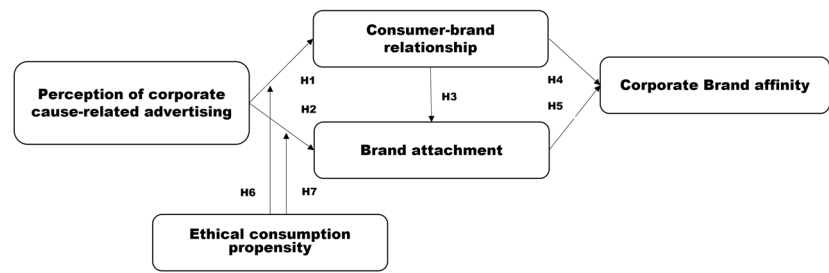 Consumer-brand
relationship
Perception of corporate
cause-related advertising
H1
H2
H3
H4
H5
Corporate Brand affinity
Brand attachment
H6
H7
Ethical consumption
propensity